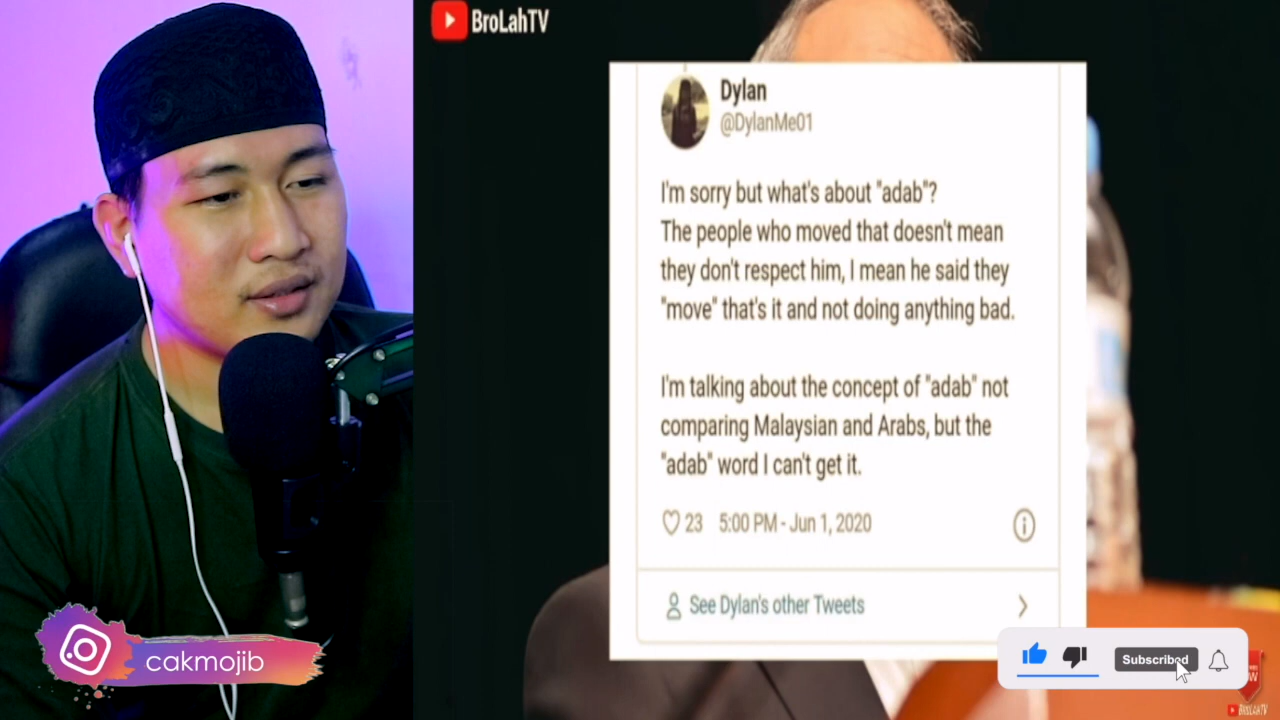 BroLahTV
Dylan
@DylanMe01
I'm sorry but what's about "adab"?
The people who moved that doesn't mean
they don't respect him, I mean he said they
"move" that's it and not doing anything bad.
I'm talking about the concept of "adab" not
comparing Malaysian and Arabs, but the
"adab" word I can't get it.
23 5:00 PM - Jun 1, 2020
See Dylan's other Tweets
Subscribed
cakmojib
BROLAHTV